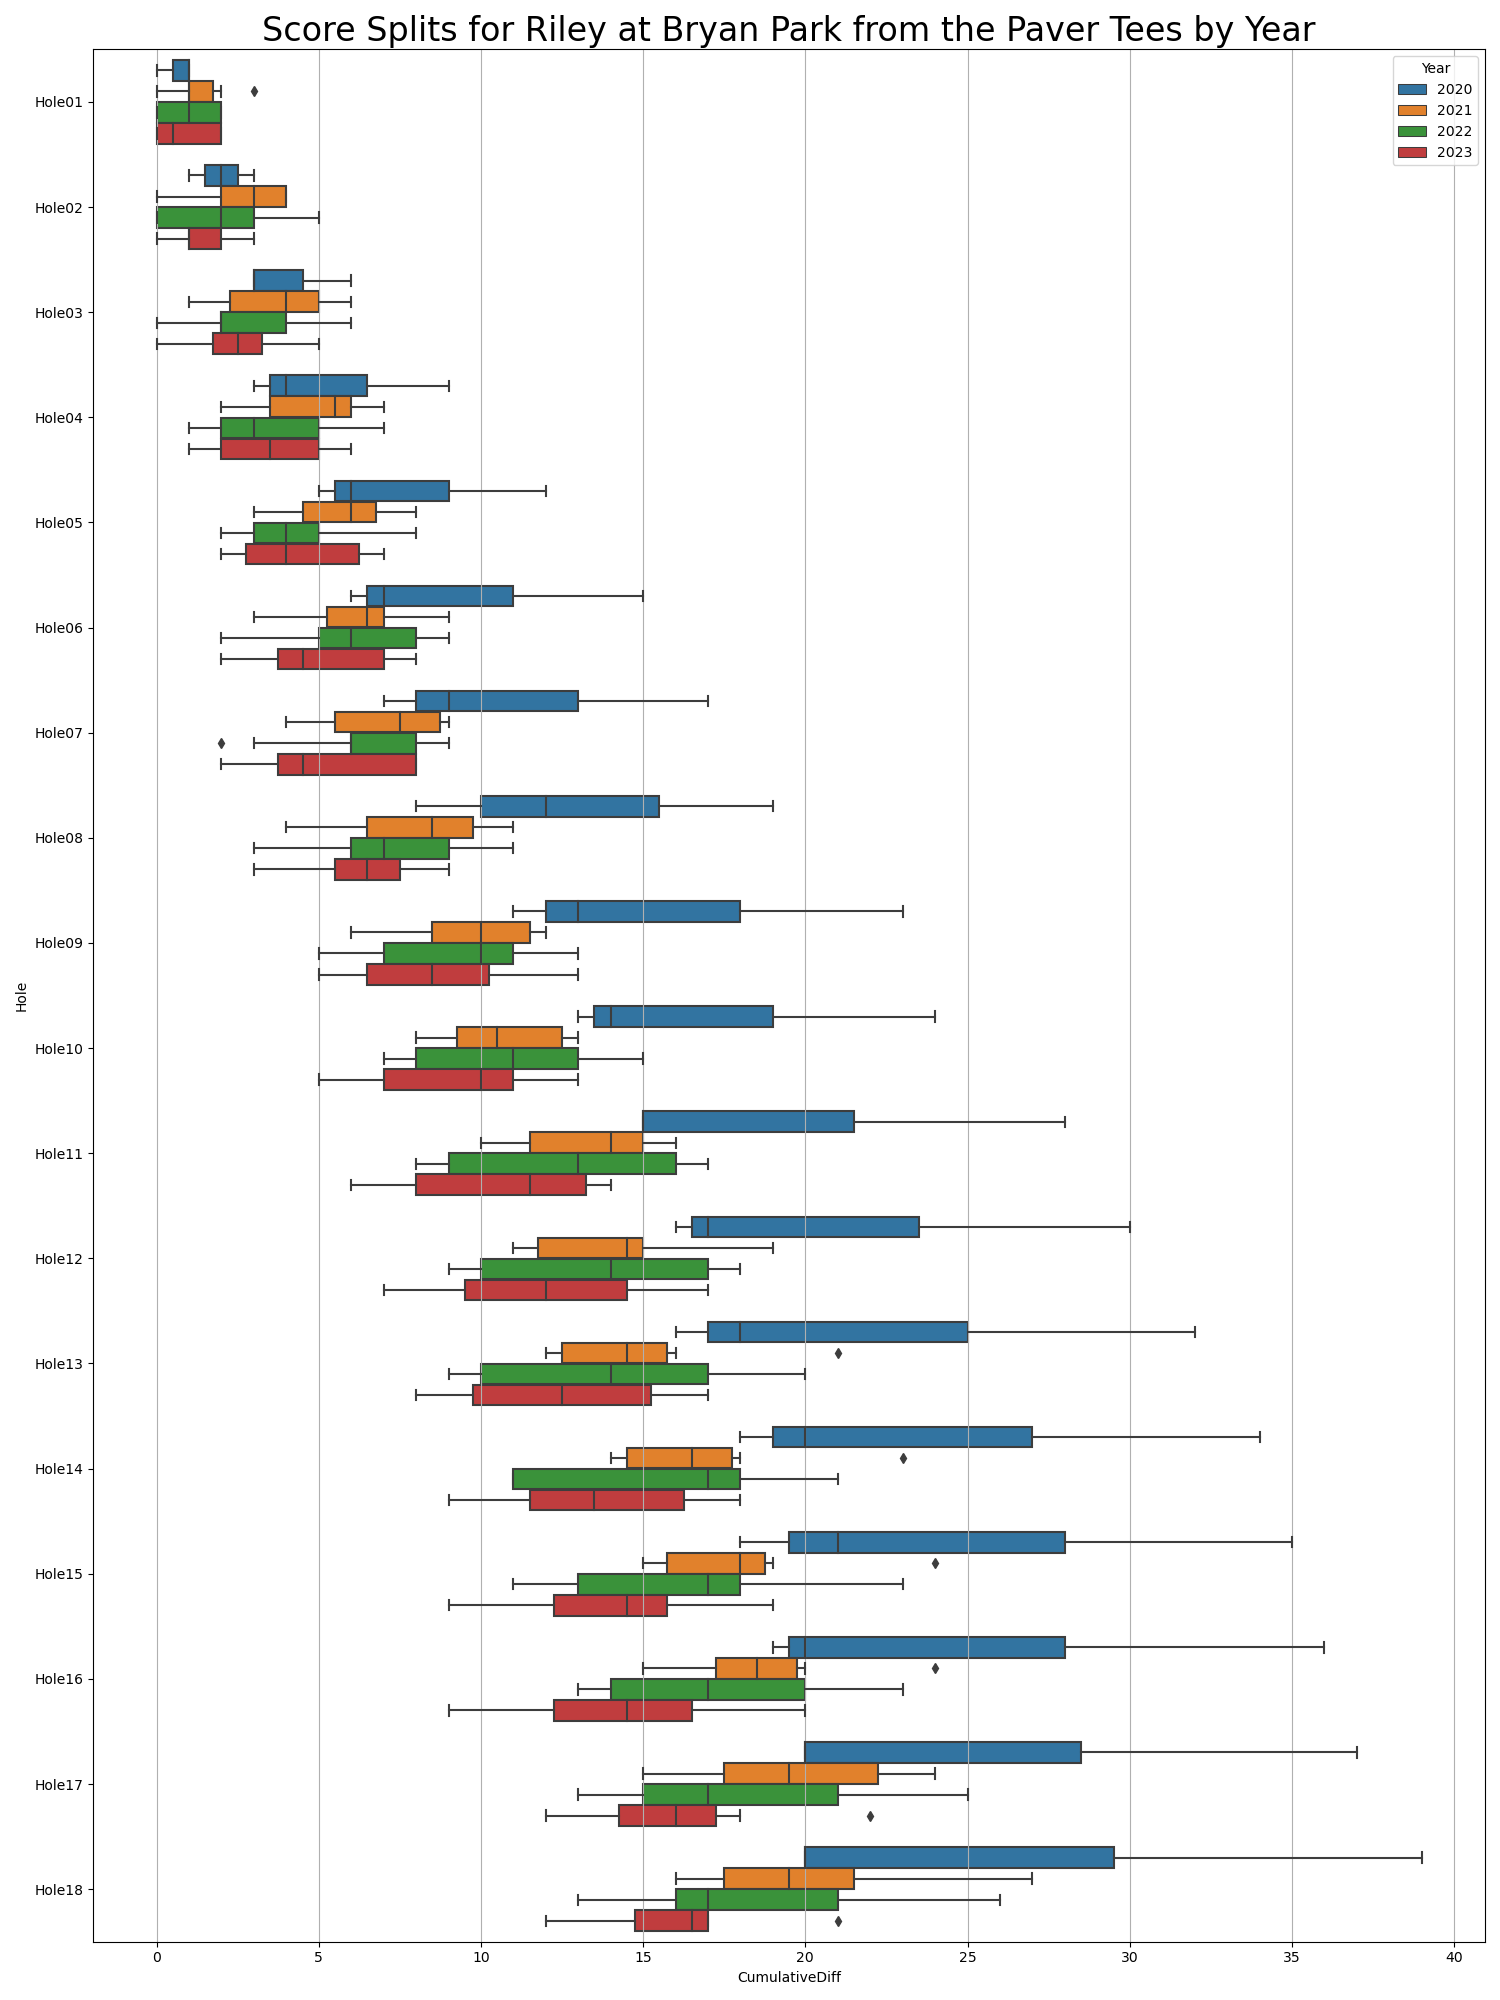 Score Splits for Riley at Bryan Park from the Paver Tees by Year
Year
2020
2021
2022
2023
Hole01
Hole02
Hole03
Hole04
Hole05
Hole06
Hole07
Hole08
Hole09
Hole10
Hole11
Hole12
Hole13
Hole14
Hole15
Hole16
Hole17
Hole18
Hole
0 5 10 15 20 25 30 35 40
CumulativeDiff